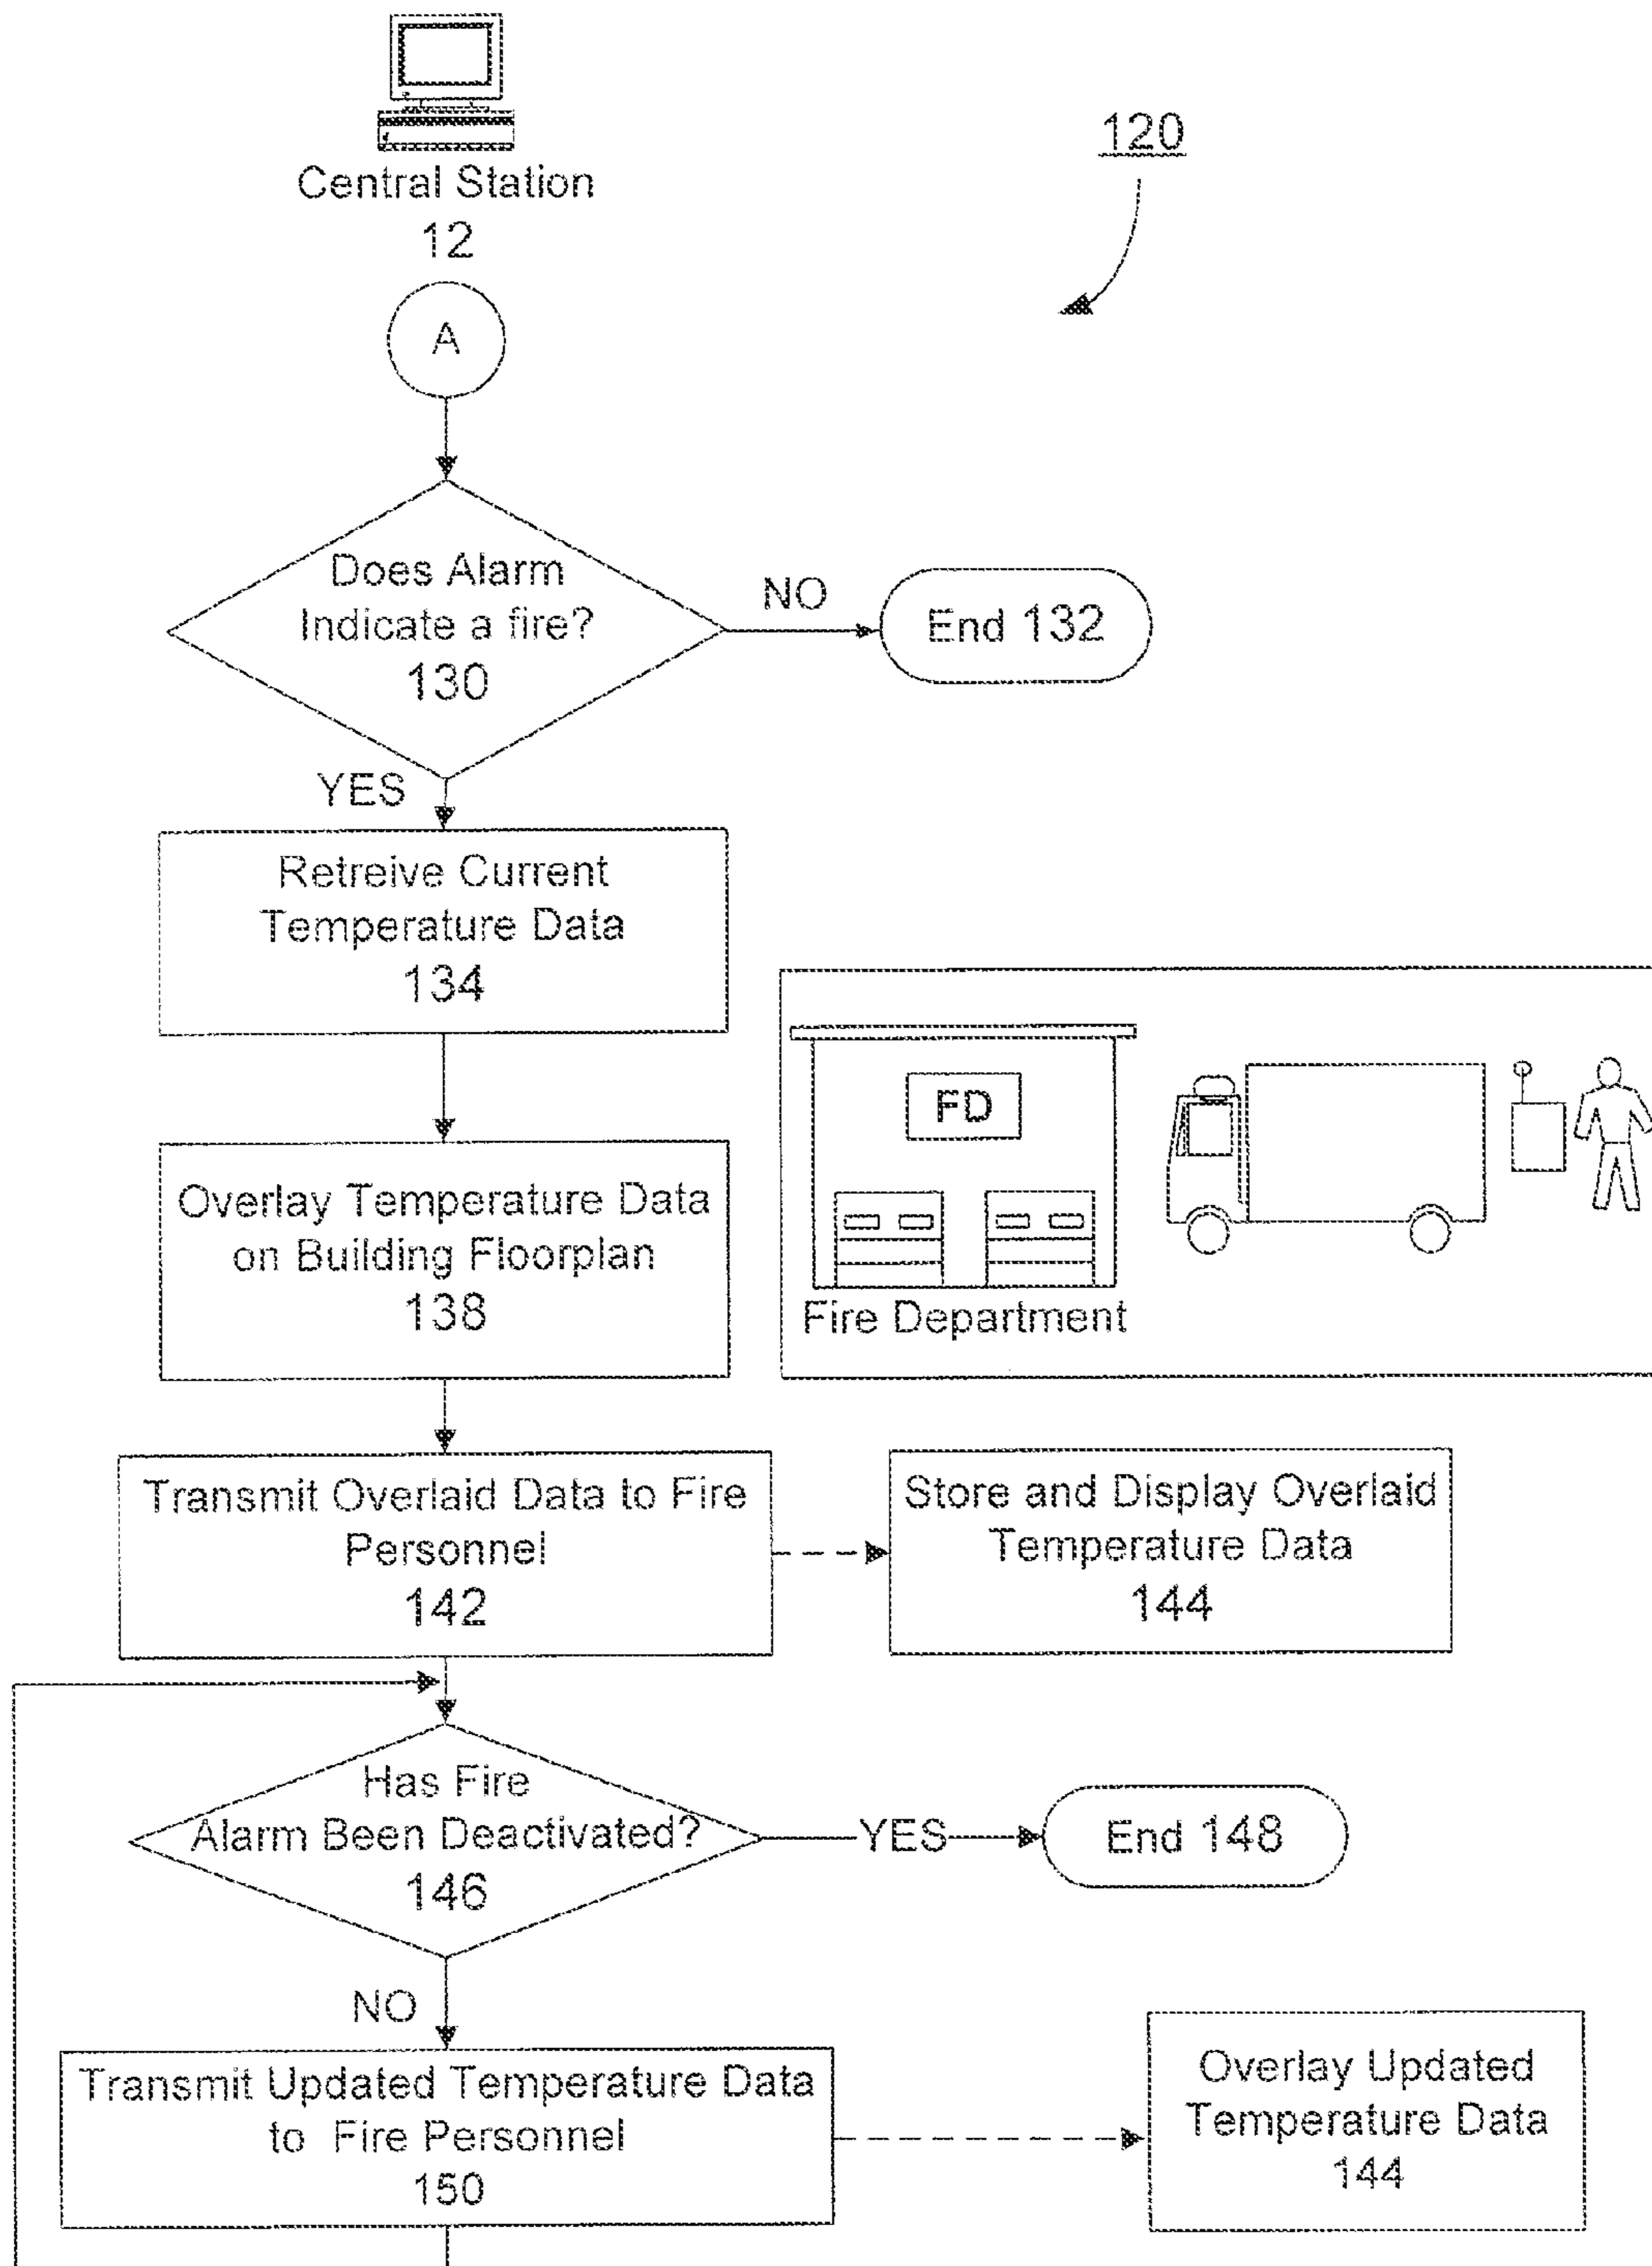 Central Station
12
120
A
Does Alarm
Indicate a fire?
130
NO
End 132
YES
Retreive Current
Temperature Data
134
FD
Fire Department
Overlay Temperature Data
on Building Floorplan
138
Transmit Overlaid Data to Fire
Personnel
142
Store and Display Overlaid
Temperature Data
144
Has Fire
Alarm Been Deactivated?
146
YES
End 148
NO
Transmit Updated Temperature Data
to Fire Personnel
150
Overlay Updated
Temperature Data
144